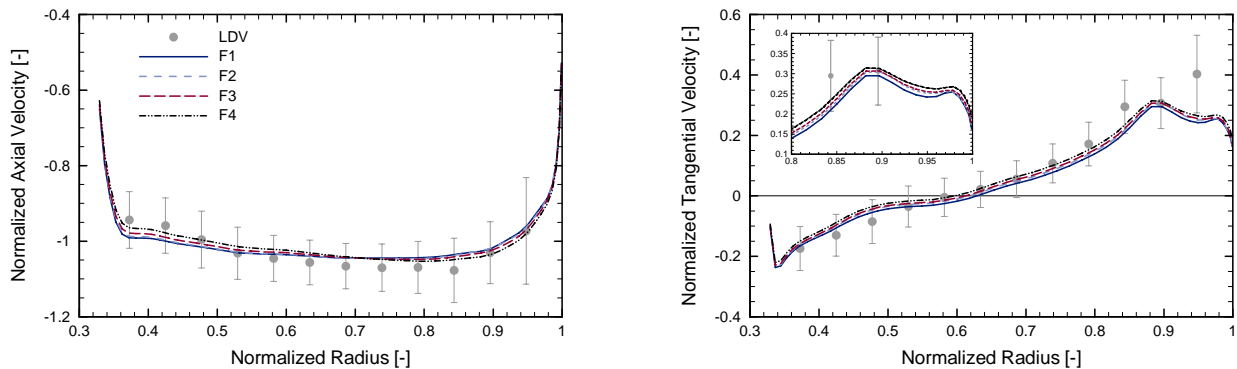 Normalized Axial Velocity [-]
-0.4
-0.6
-0.8
-1
-1.2
0.3 0.4 0.5 0.6 0.7 0.8 0.9 1
Normalized Radius [-]
LDV
F1
F2
F3
F4
Normalized Tangential Velocity [-]
0.6
0.4
0.2
0
-0.2
-0.4
0.3 0.4 0.5 0.6 0.7 0.8 0.9 1
Normalized Radius [-]
0.4
0.35
0.3
0.25
0.2
0.15
0.1
0.8 0.85 0.9 0.95 1